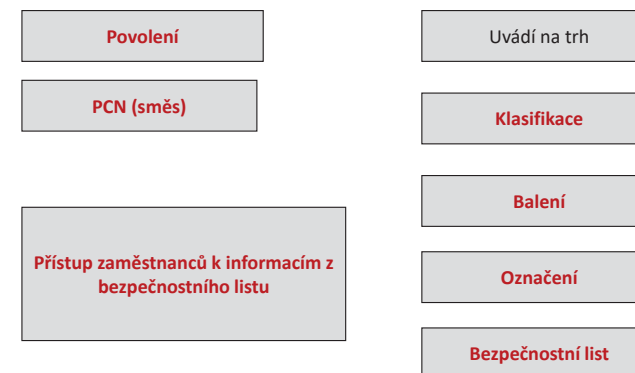 Povolení
PCN (směs)
Přístup zaměstnanců k informacím z
bezpečnostního listu
Uvádí na trh
Klasifikace
Balení
Označení
Bezpečnostní list